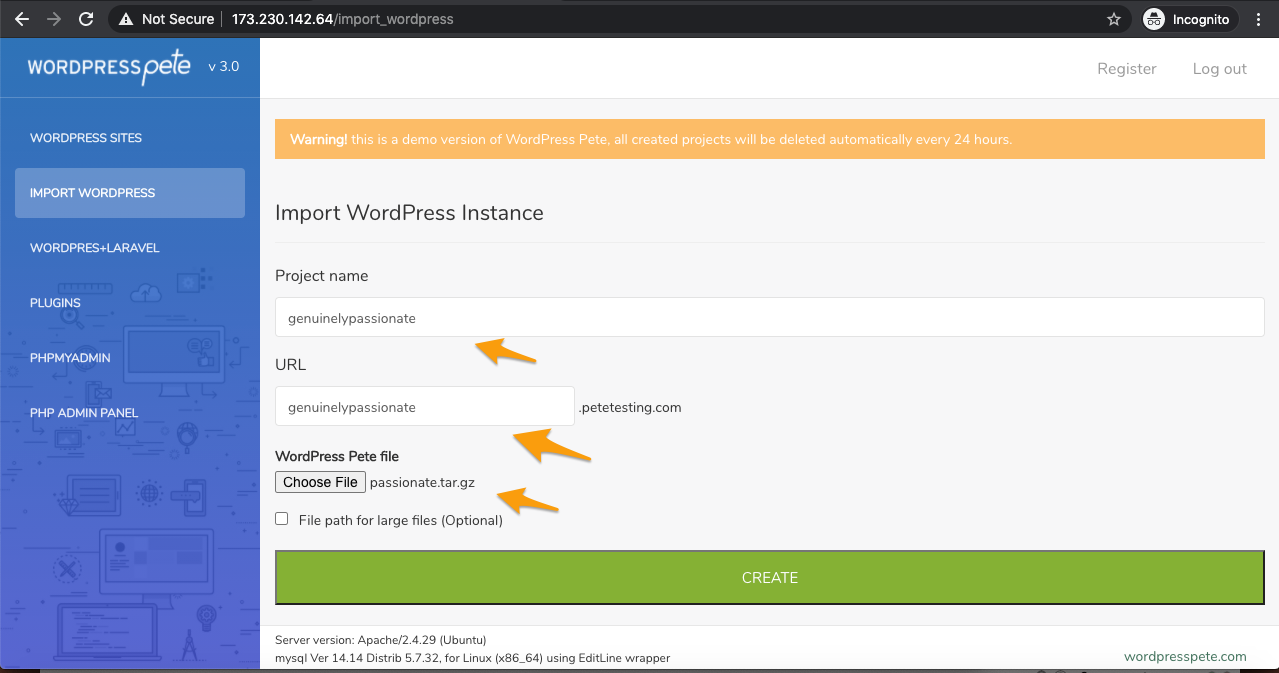 Not Secure 173.230.142.64/import_wordpress Incognito
WORDPRESS pete v 3.0
Register Log out
WORDPRESS SITES
IMPORT WORDPRESS
WORDPRES+LARAVEL
PLUGINS
PHPMYADMIN
PHP ADMIN PANEL
Warning! this is a demo version of WordPress Pete, all created projects will be deleted automatically every 24 hours.
Import WordPress Instance
Project name
genuinelypassionate
URL
genuinelypassionate .petetesting.com
WordPress Pete file
Choose File passionate.tar.gz
File path for large files (Optional)
CREATE
Server version: Apache/2.4.29 (Ubuntu)
mysql Ver 14.14 Distrib 5.7.32, for Linux (x86_64) using EditLine wrapper
wordpresspete.com